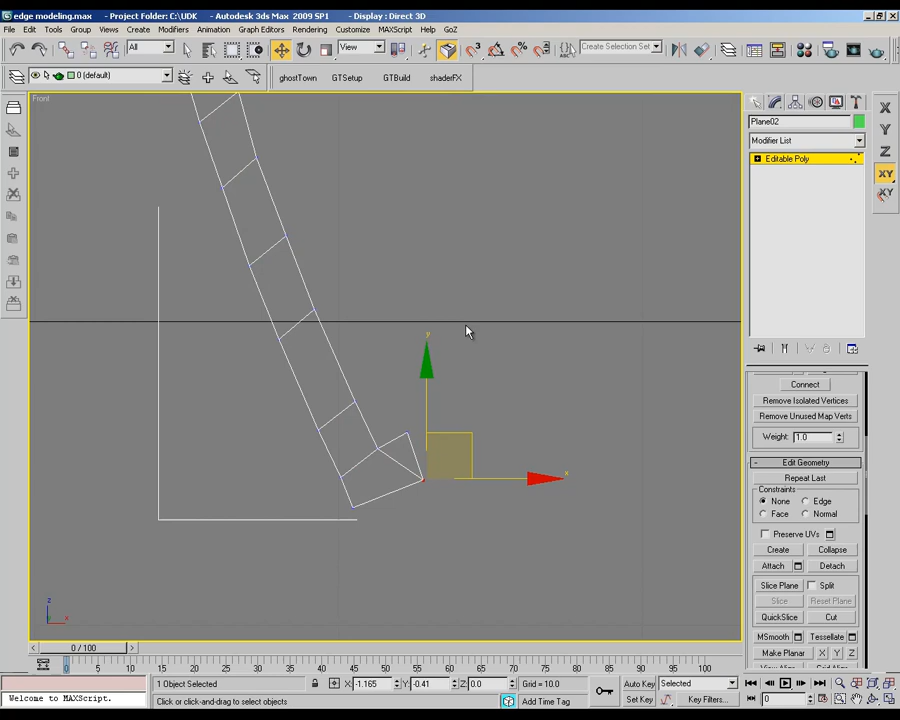 edge modeling.max - Project Folder: C:\UDK - Autodesk 3ds Max 2009 SP1 - Display : Direct 3D
File Edit Tools Group Views Create Modifiers Animation Graph Editors Rendering Customize MAXScript Help GoZ
All View Create Selection Set
0 (default) ghostTown GTSetup GTBuild shaderFX
Front
X
Y
Z
XY
XY
Plane02
Modifier List
Editable Poly
Connect
Remove Isolated Vertices
Remove Unused Map Verts
Weight: 1.0
- Edit Geometry
Repeat Last
Constraints
None Edge
Face Normal
Preserve UVs
Create Collapse
Attach Detach
Slice Plane Split
Slice Reset Plane
QuickSlice Cut
MSmooth Tessellate
Make Planar X Y Z
y
x
z
x
0 / 100
0 5 10 15 20 25 30 35 40 45 50 55 60 65 70 75 80 85 90 95 100
1 Object Selected X: -1.165 Y: -0.41 Z: 0.0 Grid = 10.0 Auto Key Selected
Welcome to MAXScript. Click or click-and-drag to select objects Add Time Tag Set Key Key Filters... 0